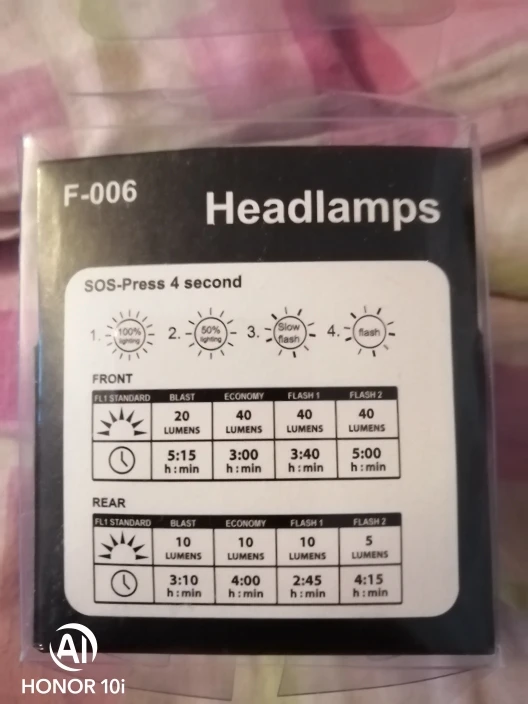 F-006
Headlamps
SOS-Press 4 second
1. 100% lighting 2. 50% lighting 3. Slow flash 4. flash
FRONT
FL1 STANDARD BLAST ECONOMY FLASH 1 FLASH 2
20 LUMENS 40 LUMENS 40 LUMENS 40 LUMENS
5:15 h:min 3:00 h:min 3:40 h:min 5:00 h:min
REAR
FL1 STANDARD BLAST ECONOMY FLASH 1 FLASH 2
10 LUMENS 10 LUMENS 10 LUMENS 5 LUMENS
3:10 h:min 4:00 h:min 2:45 h:min 4:15 h:min
AI
HONOR 10i